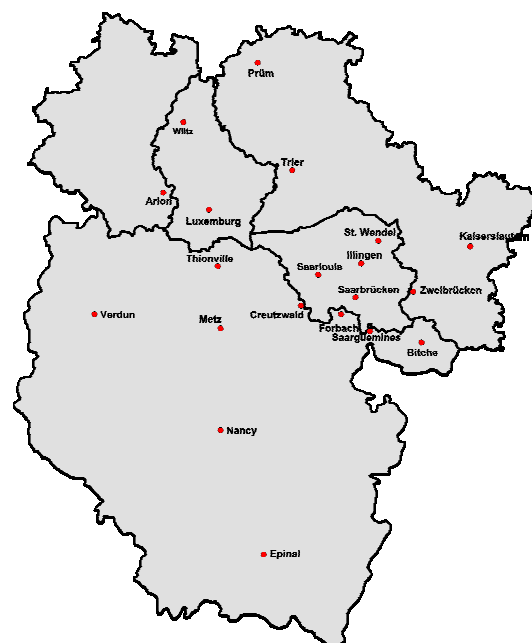 Prüm
Wiltz
Trier
Arlon
Luxemburg
St. Wendel
Kaiserslautern
Illingen
Thionville
Saarlouis
Saarbrücken
Zweibrücken
Creutzwald
Verdun
Metz
Forbach
Saarguemines
Bitche
Nancy
Epinal